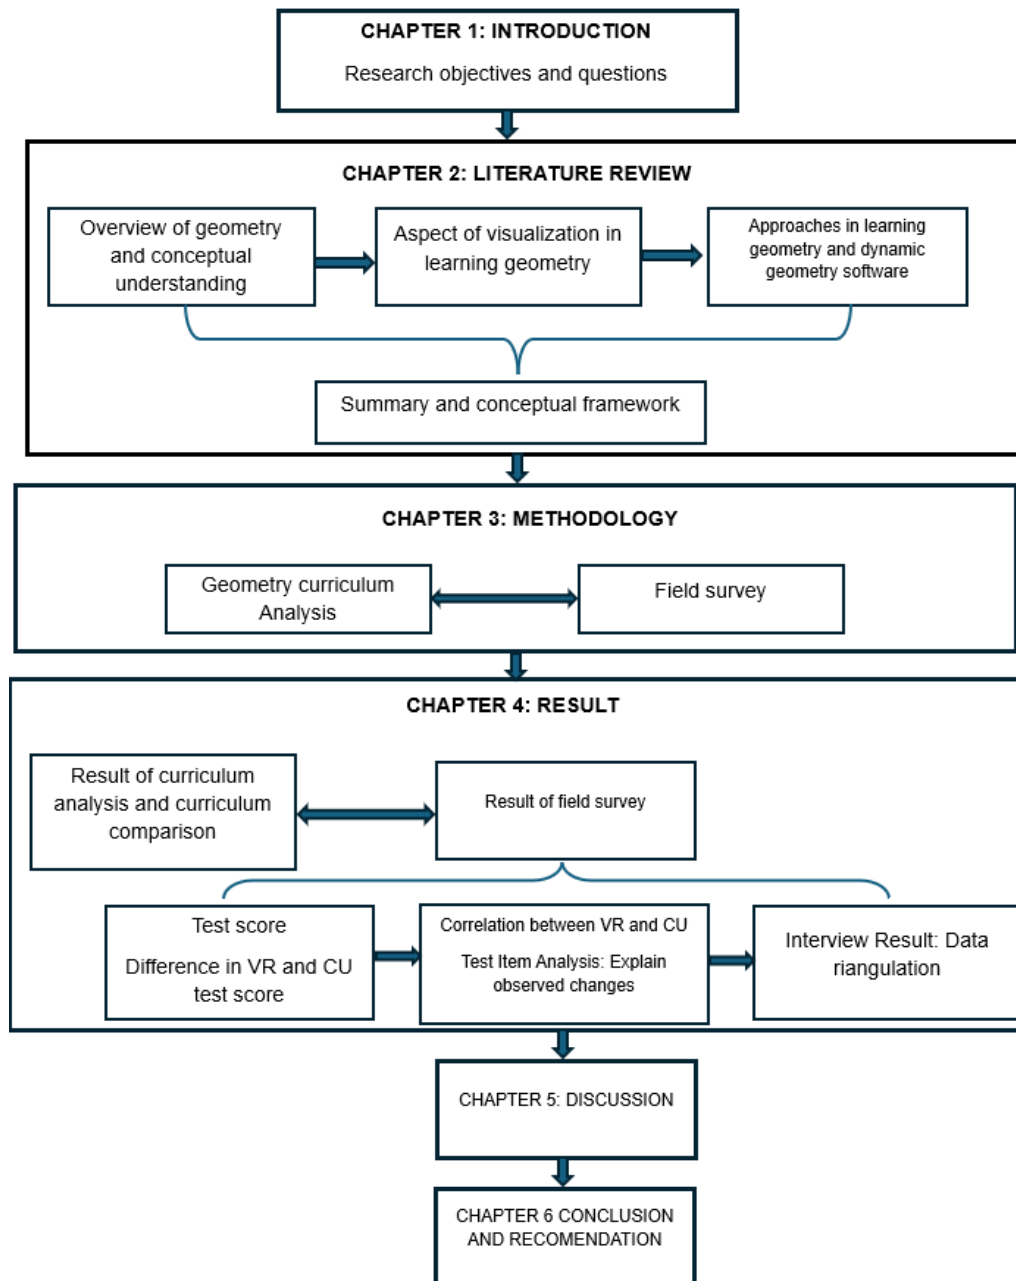 CHAPTER 1: INTRODUCTION
Research objectives and questions
CHAPTER 2: LITERATURE REVIEW
Overview of geometry
and conceptual
understanding
Aspect of visualization in
learning geometry
Approaches in learning
geometry and dynamic
geometry software
Summary and conceptual framework
CHAPTER 3: METHODOLOGY
Geometry curriculum
Analysis
Field survey
CHAPTER 4: RESULT
Result of curriculum
analysis and curriculum
comparison
Result of field survey
Test score
Difference in VR and CU
test score
Correlation between VR and CU
Test Item Analysis: Explain
observed changes
Interview Result: Data
riangulation
CHAPTER 5: DISCUSSION
CHAPTER 6 CONCLUSION
AND RECOMENDATION